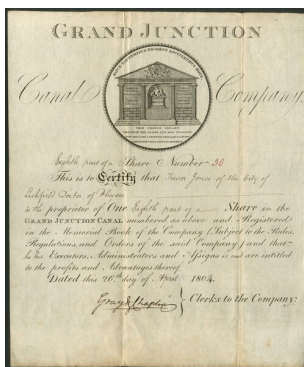 GRAND JUNCTION
Canal Company
Eighth part of a Share Number 50
This is to Certify that Trevor Jones of the City of
Lichfield Doctor of Physic
is the proprietor of One Eighth part of a Share in the
GRAND JUNCTION CANAL numbered as above and Registered
in the Memorial Book of the Company (Subject to the Rules,
Regulations, and Orders of the said Company) and that
his Executors, Administrators and Assigns is and are intitled
to the profits and Advantages thereof
Dated this 26th day of April 1804
Gray & Chaplin } Clerks to the Company: